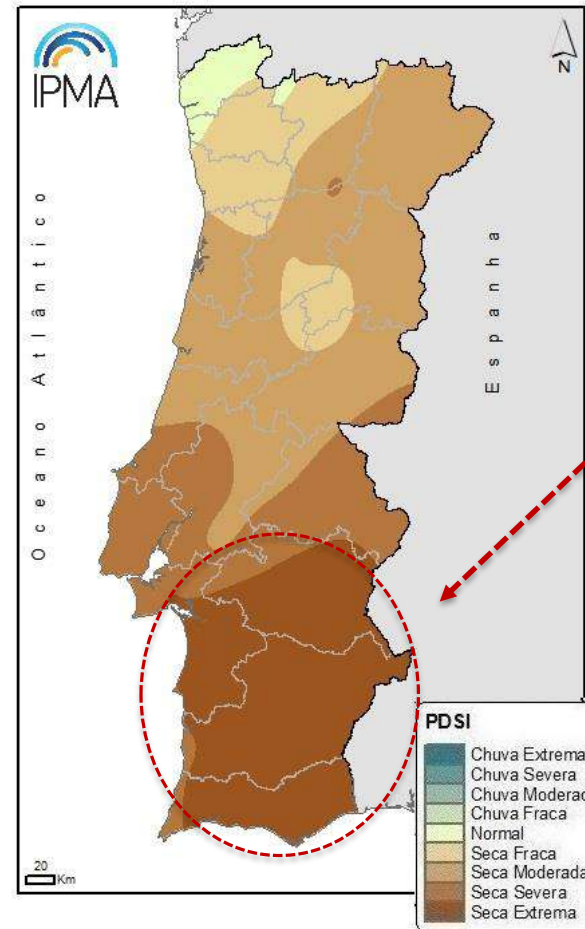 IPMA
N
Oceano Atlântico
Espanha
PDSI
Chuva Extrema
Chuva Severa
Chuva Moderad
Chuva Fraca
Normal
Seca Fraca
Seca Moderada
Seca Severa
Seca Extrema
20
Km